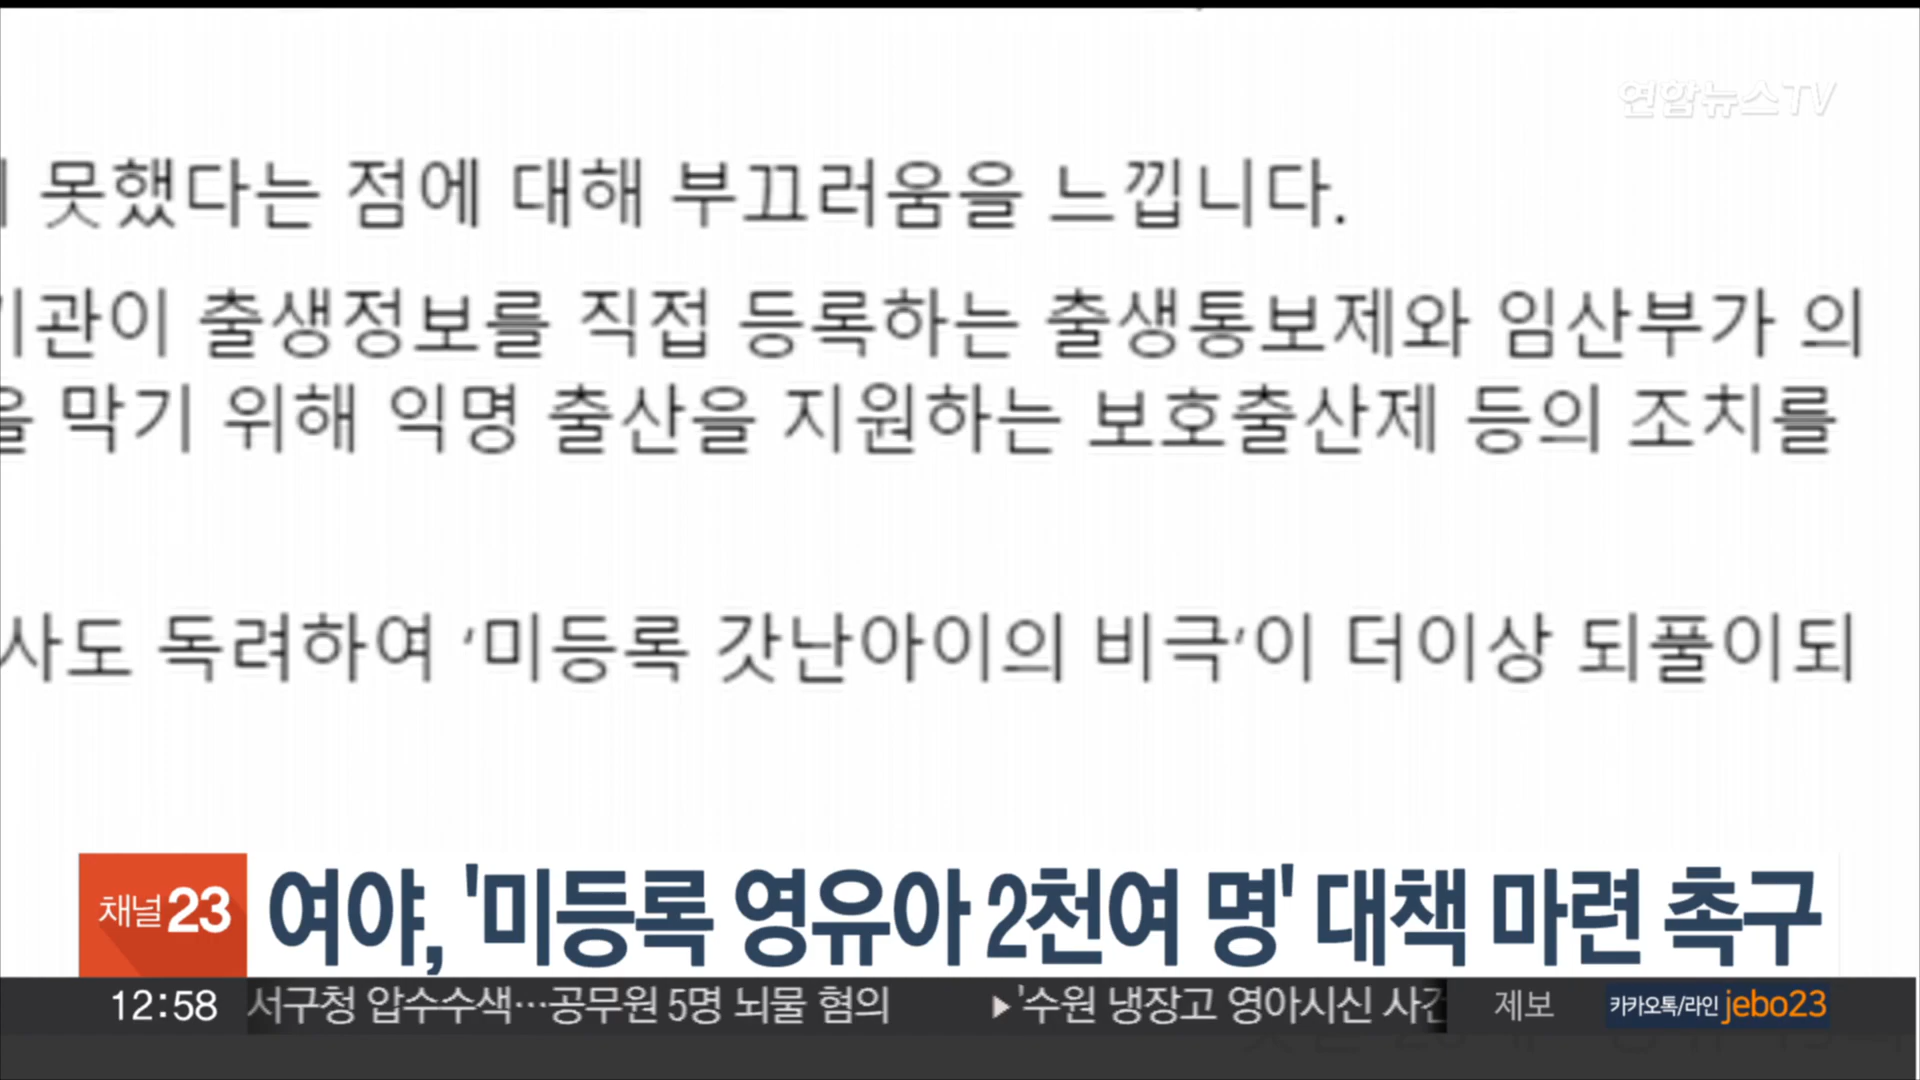 연합뉴스TV
못했다는 점에 대해 부끄러움을 느낍니다.
기관이 출생정보를 직접 등록하는 출생통보제와 임산부가 의
을 막기 위해 익명 출산을 지원하는 보호출산제 등의 조치를
사도 독려하여 '미등록 갓난아이의 비극'이 더이상 되풀이되
채널23 여야, '미등록 영유아 2천여 명' 대책 마련 촉구
12:58 서구청 압수수색…공무원 5명 뇌물 혐의 ▶'수원 냉장고 영아시신 사건 제보 카카오톡/라인 jebo23